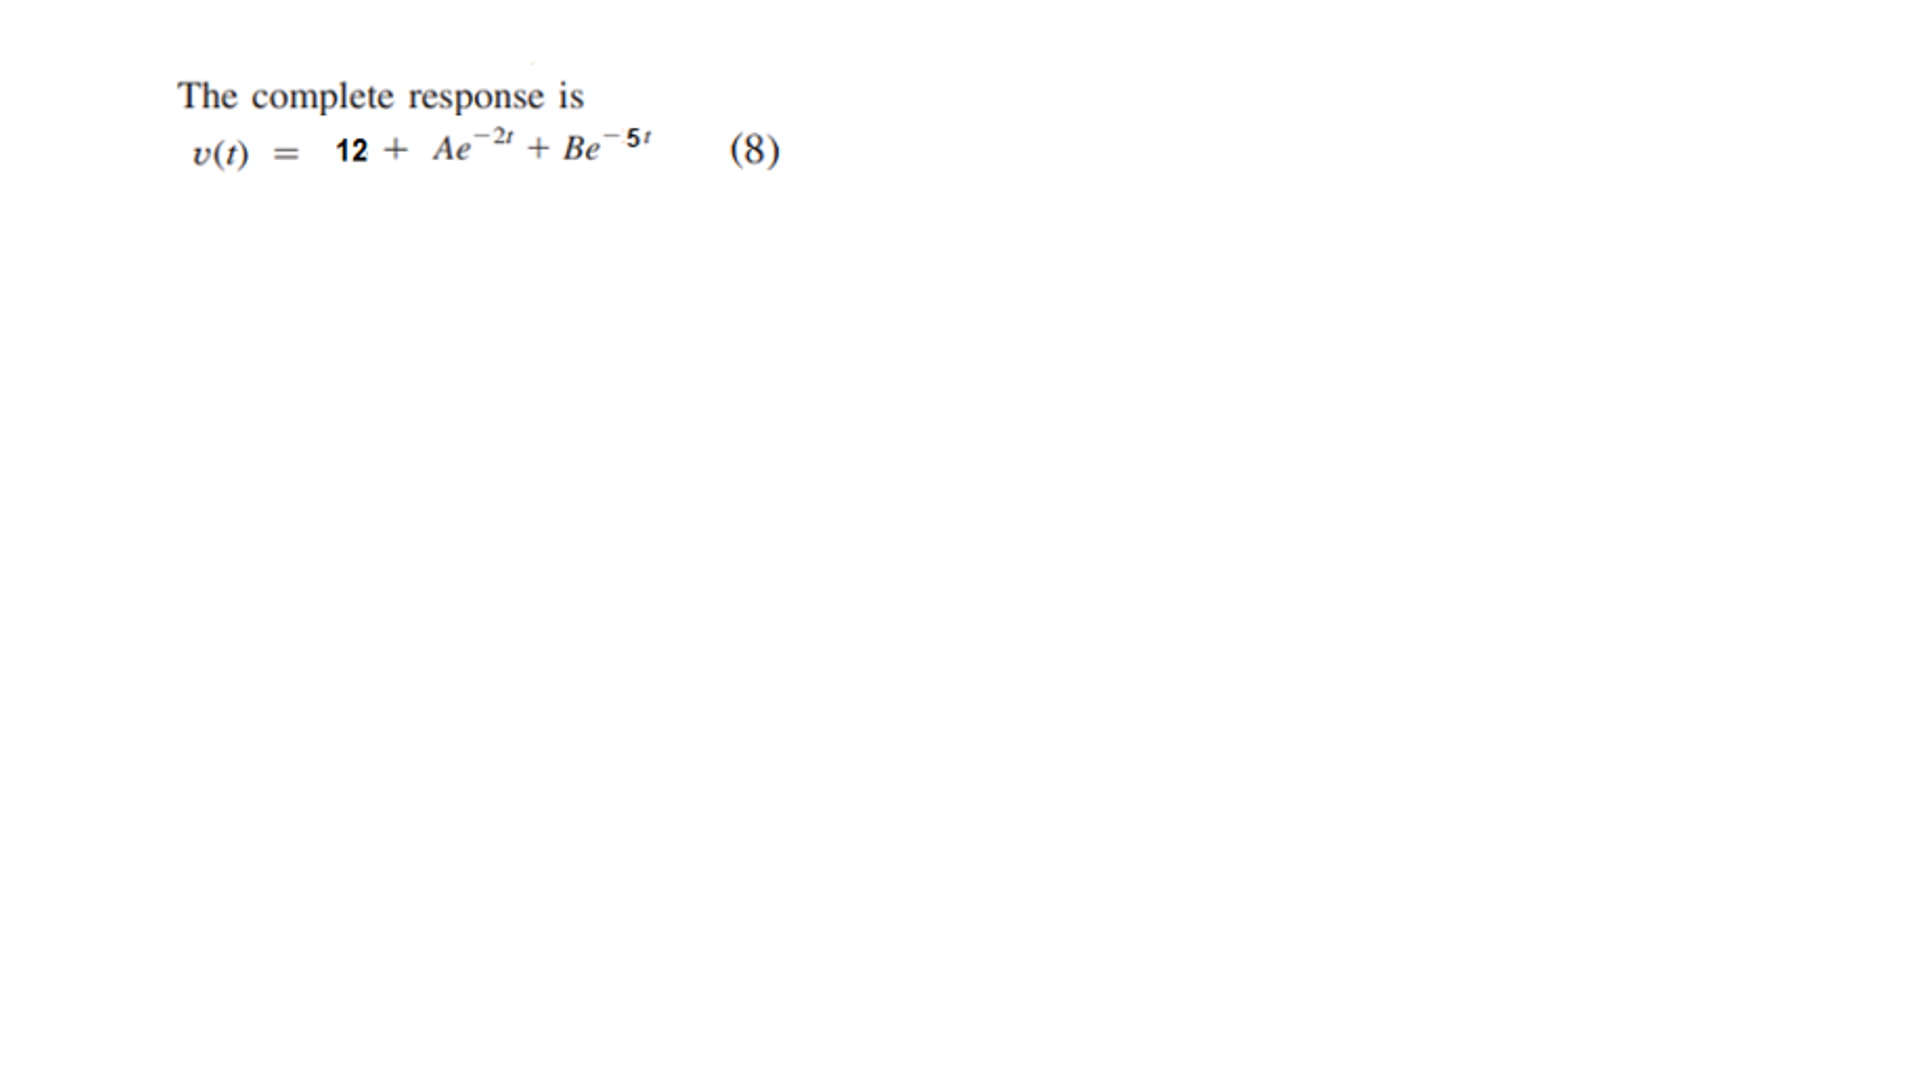 The complete response is
v(t) = 12 + Ae⁻²ᵗ + Be⁻⁵ᵗ (8)